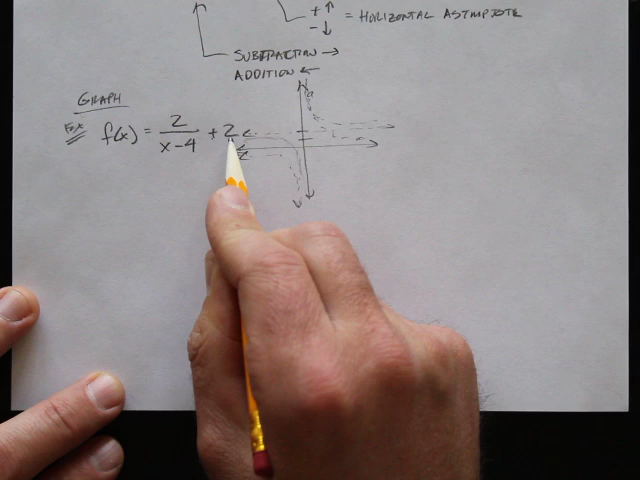 + ↑
- ↓ = HORIZONTAL ASYMPTOTE
SUBTRACTION →
ADDITION ←
GRAPH
Ex f(x) = 2/(x-4) + 2